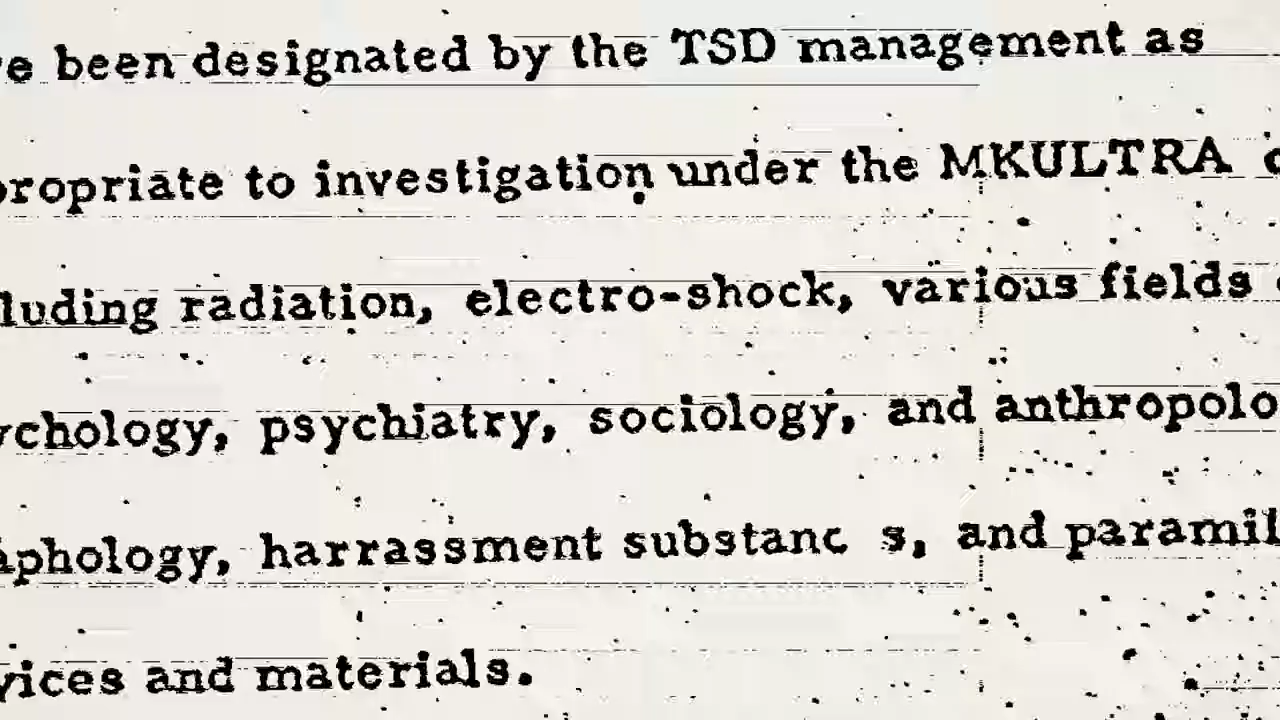 e been designated by the TSD management as
ropriate to investigation under the MKULTRA
luding radiation, electro-shock, various fields
chology, psychiatry, sociology, and anthropolo
phology, harrassment substanc s, and paramil
vices and materials.